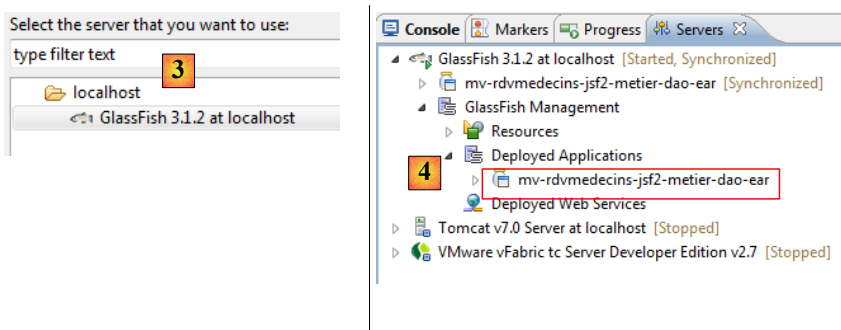 Select the server that you want to use:
type filter text
3
localhost
GlassFish 3.1.2 at localhost
Console Markers Progress Servers
GlassFish 3.1.2 at localhost [Started, Synchronized]
mv-rdvmedecins-jsf2-metier-dao-ear [Synchronized]
GlassFish Management
Resources
Deployed Applications
4
mv-rdvmedecins-jsf2-metier-dao-ear
Deployed Web Services
Tomcat v7.0 Server at localhost [Stopped]
VMware vFabric tc Server Developer Edition v2.7 [Stopped]